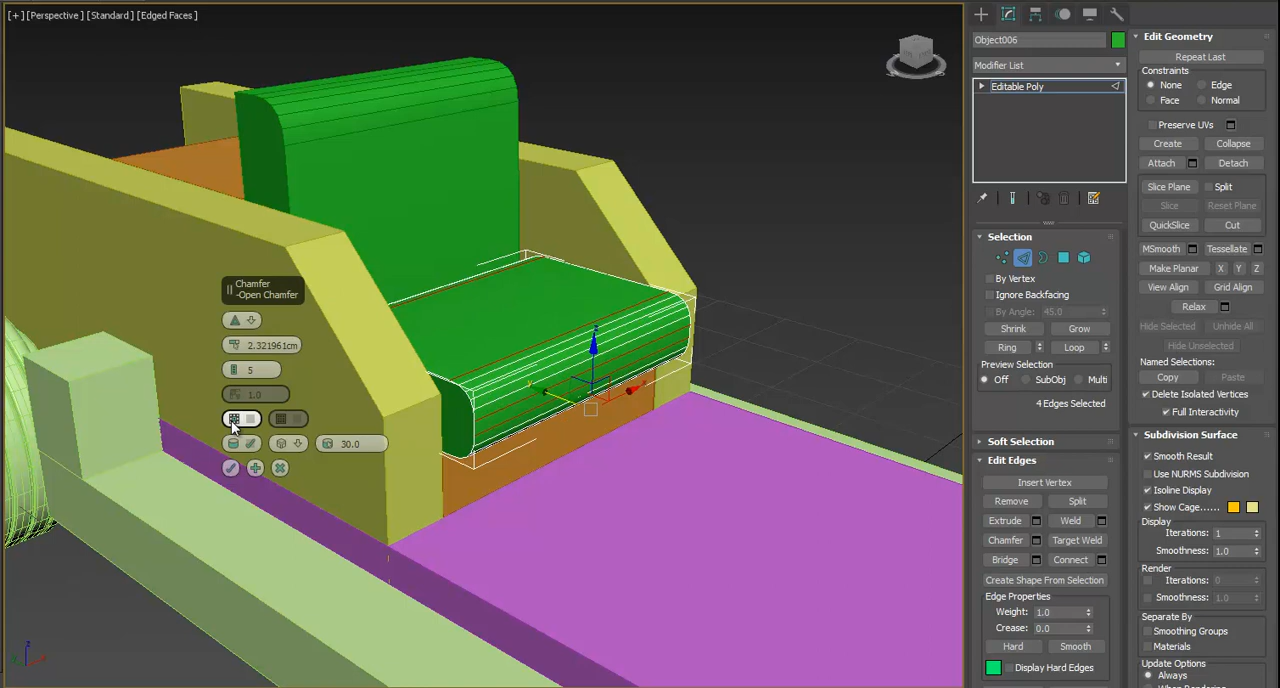 [+] [Perspective ] [Standard ] [Edged Faces ]
Chamfer
-Open Chamfer
2.321961cm
5
1.0
30.0
Object006
Modifier List
Editable Poly
Selection
By Vertex
Ignore Backfacing
By Angle: 45.0
Shrink Grow
Ring Loop
Preview Selection
Off SubObj Multi
4 Edges Selected
Soft Selection
Edit Edges
Insert Vertex
Remove Split
Extrude Weld
Chamfer Target Weld
Bridge Connect
Create Shape From Selection
Edge Properties
Weight: 1.0
Crease: 0.0
Hard Smooth
Display Hard Edges
Edit Geometry
Repeat Last
Constraints
None Edge
Face Normal
Preserve UVs
Create Collapse
Attach Detach
Slice Plane Split
Slice Reset Plane
QuickSlice Cut
MSmooth Tessellate
Make Planar X Y Z
View Align Grid Align
Relax
Hide Selected Unhide All
Hide Unselected
Named Selections:
Copy Paste
Delete Isolated Vertices
Full Interactivity
Subdivision Surface
Smooth Result
Use NURMS Subdivision
Isoline Display
Show Cage......
Display
Iterations: 1
Smoothness: 1.0
Render
Iterations: 0
Smoothness: 1.0
Separate By
Smoothing Groups
Materials
Update Options
Always
When Rendering
z
y
x
z